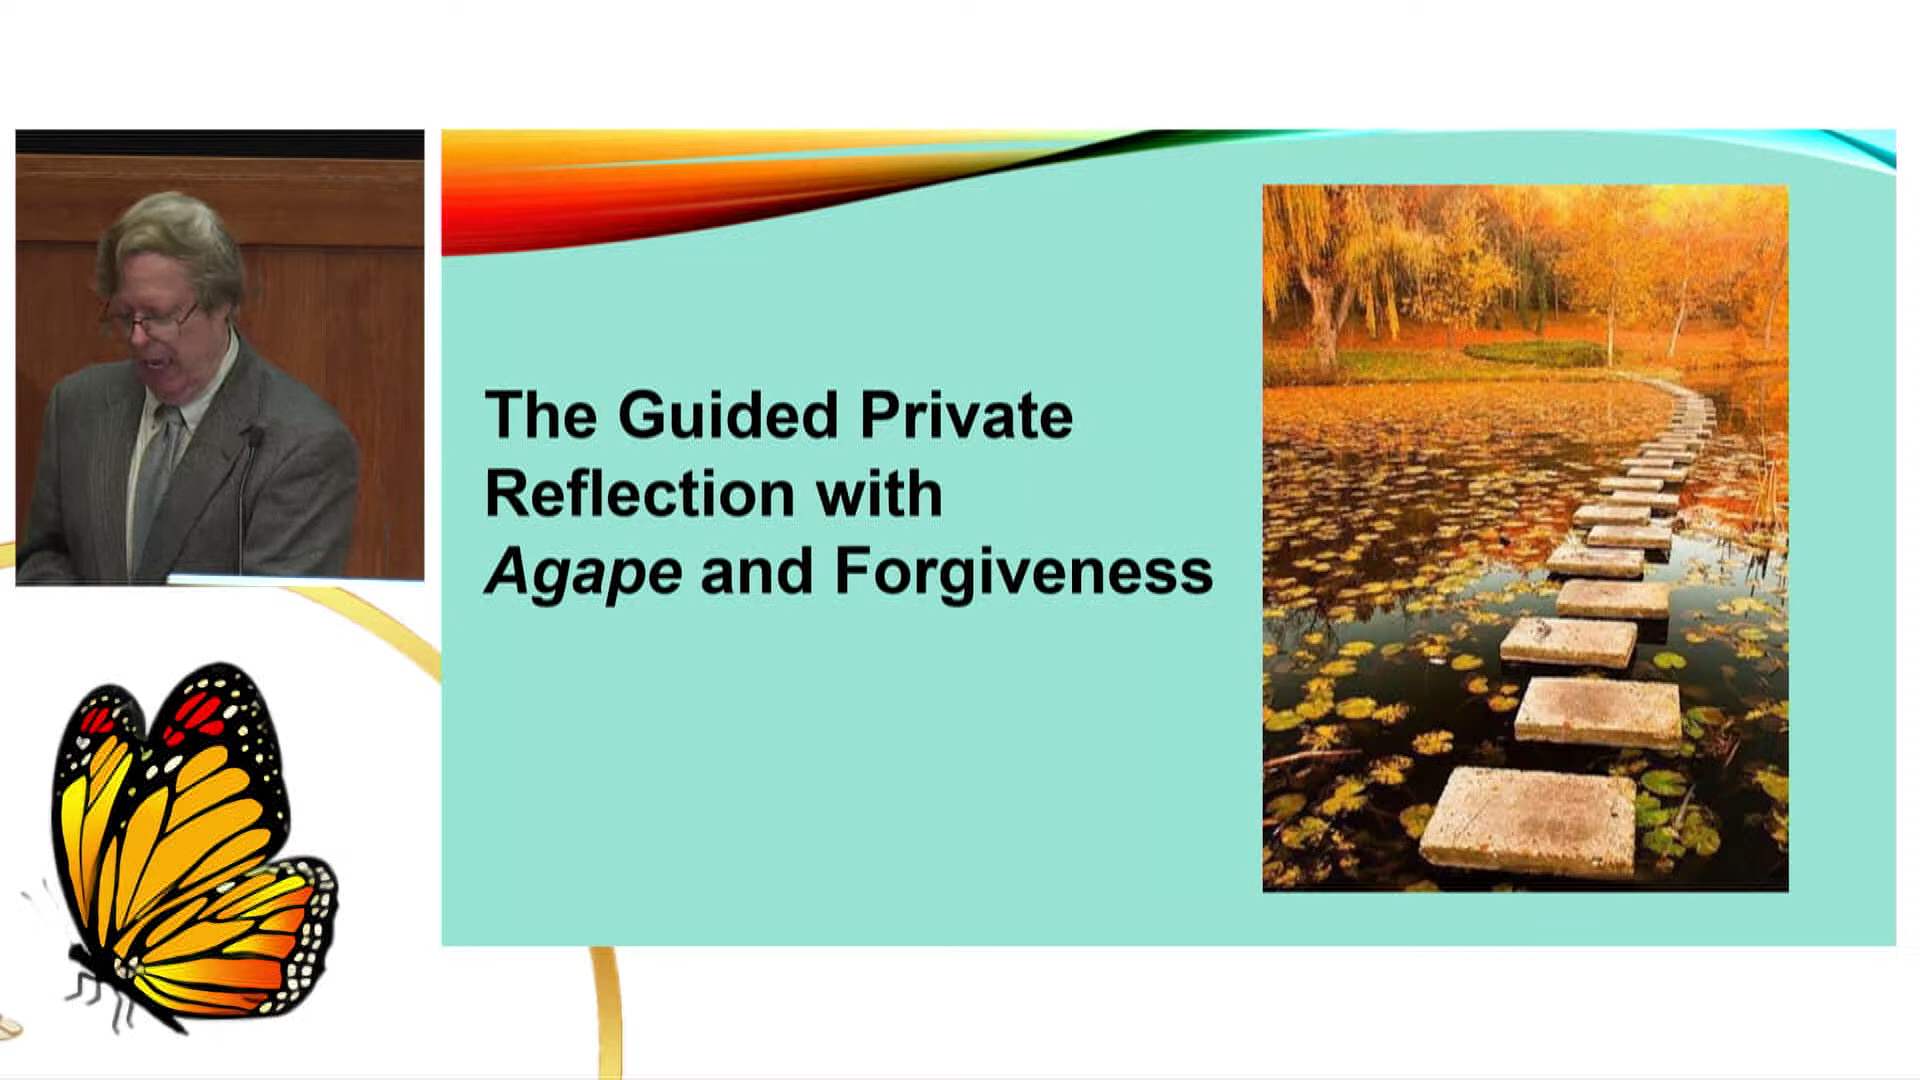 The Guided Private
Reflection with
Agape and Forgiveness